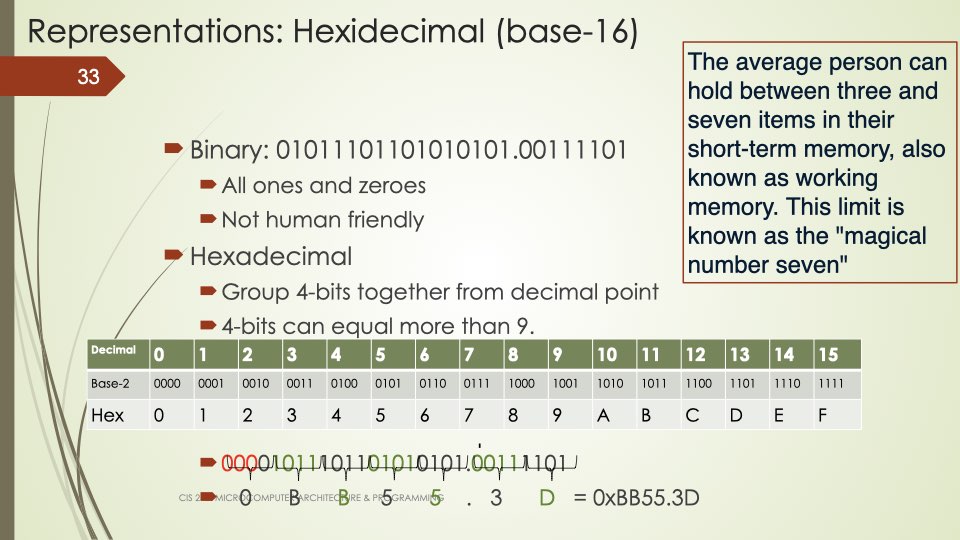 Representations: Hexidecimal (base-16)
33
The average person can
hold between three and
seven items in their
short-term memory, also
known as working
memory. This limit is
known as the "magical
number seven"
Binary: 01011101101010101.00111101
All ones and zeroes
Not human friendly
Hexadecimal
Group 4-bits together from decimal point
4-bits can equal more than 9.
Decimal 0 1 2 3 4 5 6 7 8 9 10 11 12 13 14 15
Base-2 0000 0001 0010 0011 0100 0101 0110 0111 1000 1001 1010 1011 1100 1101 1110 1111
Hex 0 1 2 3 4 5 6 7 8 9 A B C D E F
0 B B 5 5 . 3 D = 0xBB55.3D
MICROCOMPUTER ARCHITECTURE & PROGRAMMING